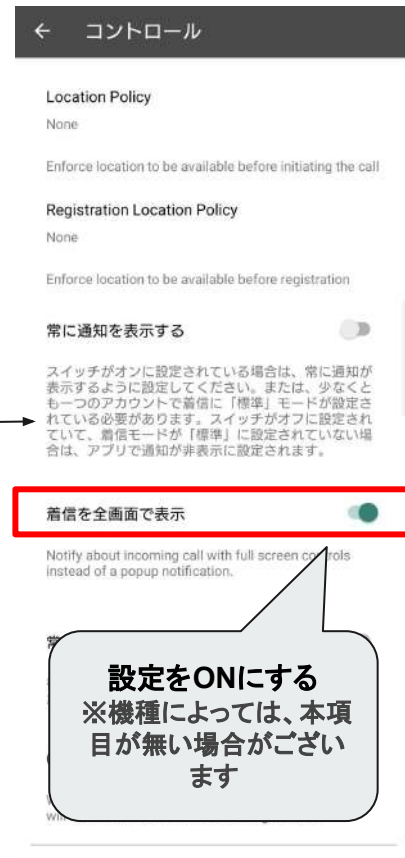 ← コントロール
Location Policy
None
Enforce location to be available before initiating the call
Registration Location Policy
None
Enforce location to be available before registration
常に通知を表示する
スイッチがオンに設定されている場合は、常に通知が
表示するように設定してください。または、少なくと
も一つのアカウントで着信に「標準」モードが設定さ
れている必要があります。スイッチがオフに設定され
ていて、着信モードが「標準」に設定されていない場
合は、アプリで通知が非表示に設定されます。
着信を全画面で表示
Notify about incoming call with full screen controls
instead of a popup notification.
設定をONにする
※機種によっては、本項
目が無い場合がござい
ます